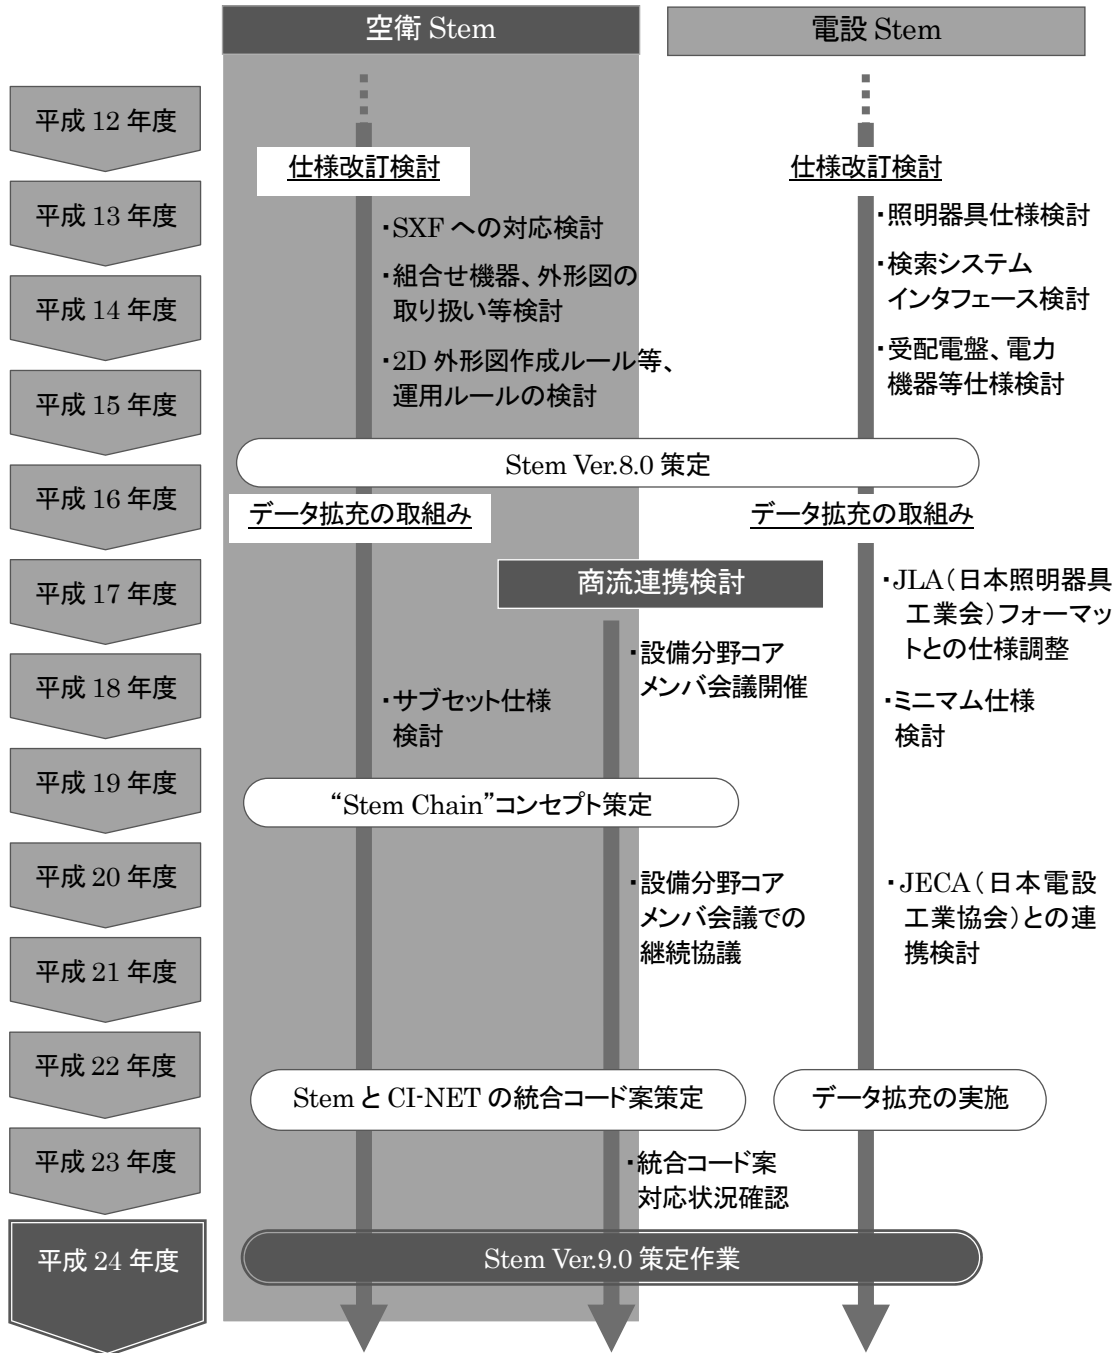 空衛 Stem
電設 Stem
平成 12 年度
仕様改訂検討
仕様改訂検討
平成 13 年度
・SXF への対応検討
・照明器具仕様検討
・組合せ機器、外形図の
取り扱い等検討
・検索システム
インタフェース検討
平成 14 年度
・2D 外形図作成ルール等、
運用ルールの検討
・受配電盤、電力
機器等仕様検討
平成 15 年度
Stem Ver.8.0 策定
平成 16 年度
データ拡充の取組み
データ拡充の取組み
平成 17 年度
商流連携検討
・JLA（日本照明器具
工業会）フォーマッ
トとの仕様調整
・設備分野コア
メンバ会議開催
平成 18 年度
・サブセット仕様
検討
・ミニマム仕様
検討
平成 19 年度
“Stem Chain”コンセプト策定
平成 20 年度
・設備分野コア
メンバ会議での
継続協議
・JECA（日本電設
工業協会）との連
携検討
平成 21 年度
平成 22 年度
Stem と CI-NET の統合コード案策定
データ拡充の実施
平成 23 年度
・統合コード案
対応状況確認
平成 24 年度
Stem Ver.9.0 策定作業